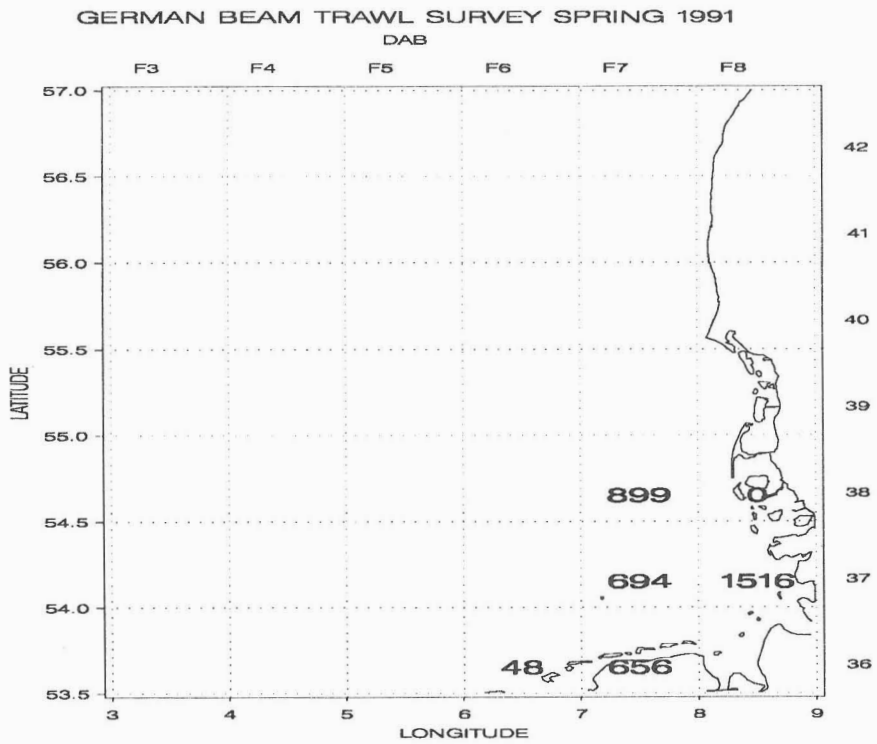 GERMAN BEAM TRAWL SURVEY SPRING 1991
DAB
F3 F4 F5 F6 F7 F8
57.0
42
56.5
41
56.0
40
55.5
39
55.0
899 0 38
54.5
694 1516 37
54.0
48 656 36
53.5
3 4 5 6 7 8 9
LATITUDE
LONGITUDE